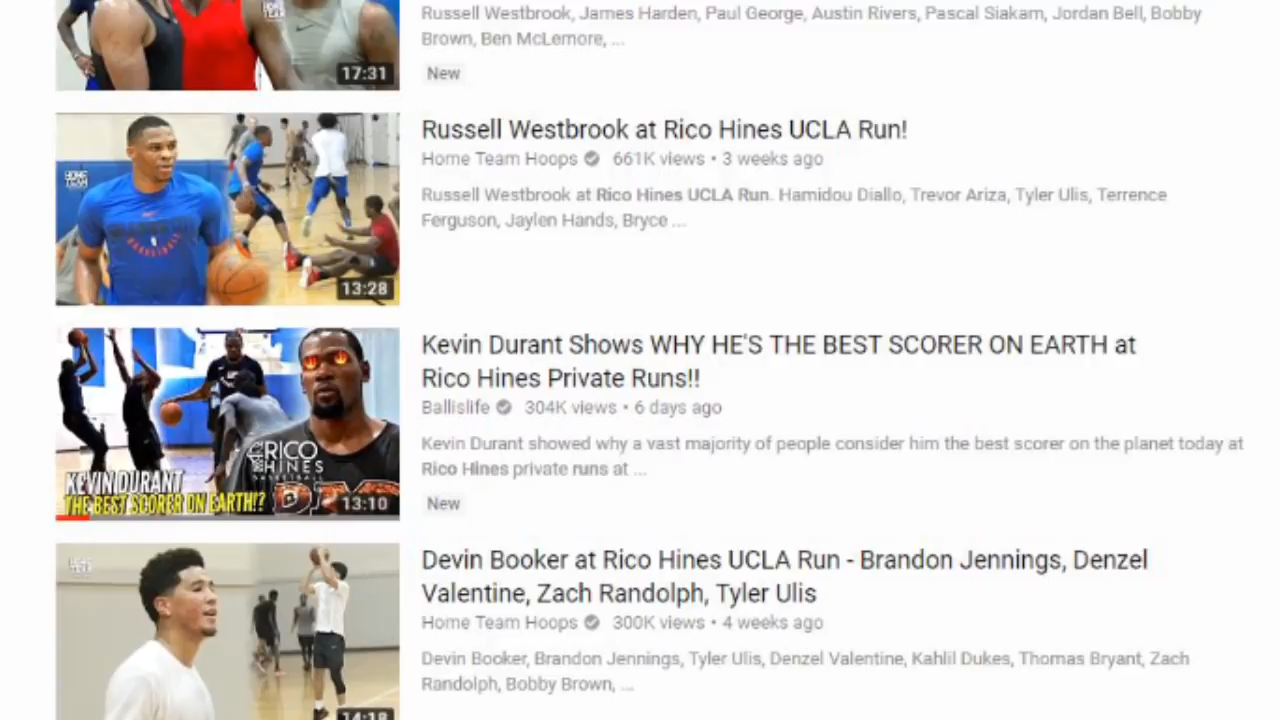 Russell Westbrook, James Harden, Paul George, Austin Rivers, Pascal Siakam, Jordan Bell, Bobby
Brown, Ben McLemore, ...
17:31
New
Russell Westbrook at Rico Hines UCLA Run!
Home Team Hoops 661K views • 3 weeks ago
Russell Westbrook at Rico Hines UCLA Run. Hamidou Diallo, Trevor Ariza, Tyler Ulis, Terrence
Ferguson, Jaylen Hands, Bryce ...
HOME
TEAM
13:28
Kevin Durant Shows WHY HE'S THE BEST SCORER ON EARTH at
Rico Hines Private Runs!!
Ballislife 304K views • 6 days ago
Kevin Durant showed why a vast majority of people consider him the best scorer on the planet today at
Rico Hines private runs at ...
New
RICO
HINES
BASKETBALL
KEVIN DURANT
THE BEST SCORER ON EARTH!?
13:10
Devin Booker at Rico Hines UCLA Run - Brandon Jennings, Denzel
Valentine, Zach Randolph, Tyler Ulis
Home Team Hoops 300K views • 4 weeks ago
Devin Booker, Brandon Jennings, Tyler Ulis, Denzel Valentine, Kahlil Dukes, Thomas Bryant, Zach
Randolph, Bobby Brown, ...
14:18